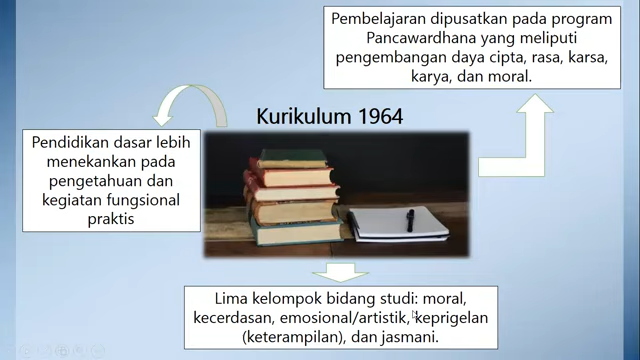 Pembelajaran dipusatkan pada program
Pancawardhana yang meliputi
pengembangan daya cipta, rasa, karsa,
karya, dan moral.
Kurikulum 1964
Pendidikan dasar lebih
menekankan pada
pengetahuan dan
kegiatan fungsional
praktis
Lima kelompok bidang studi: moral,
kecerdasan, emosional/artistik, keprigelan
(keterampilan), dan jasmani.